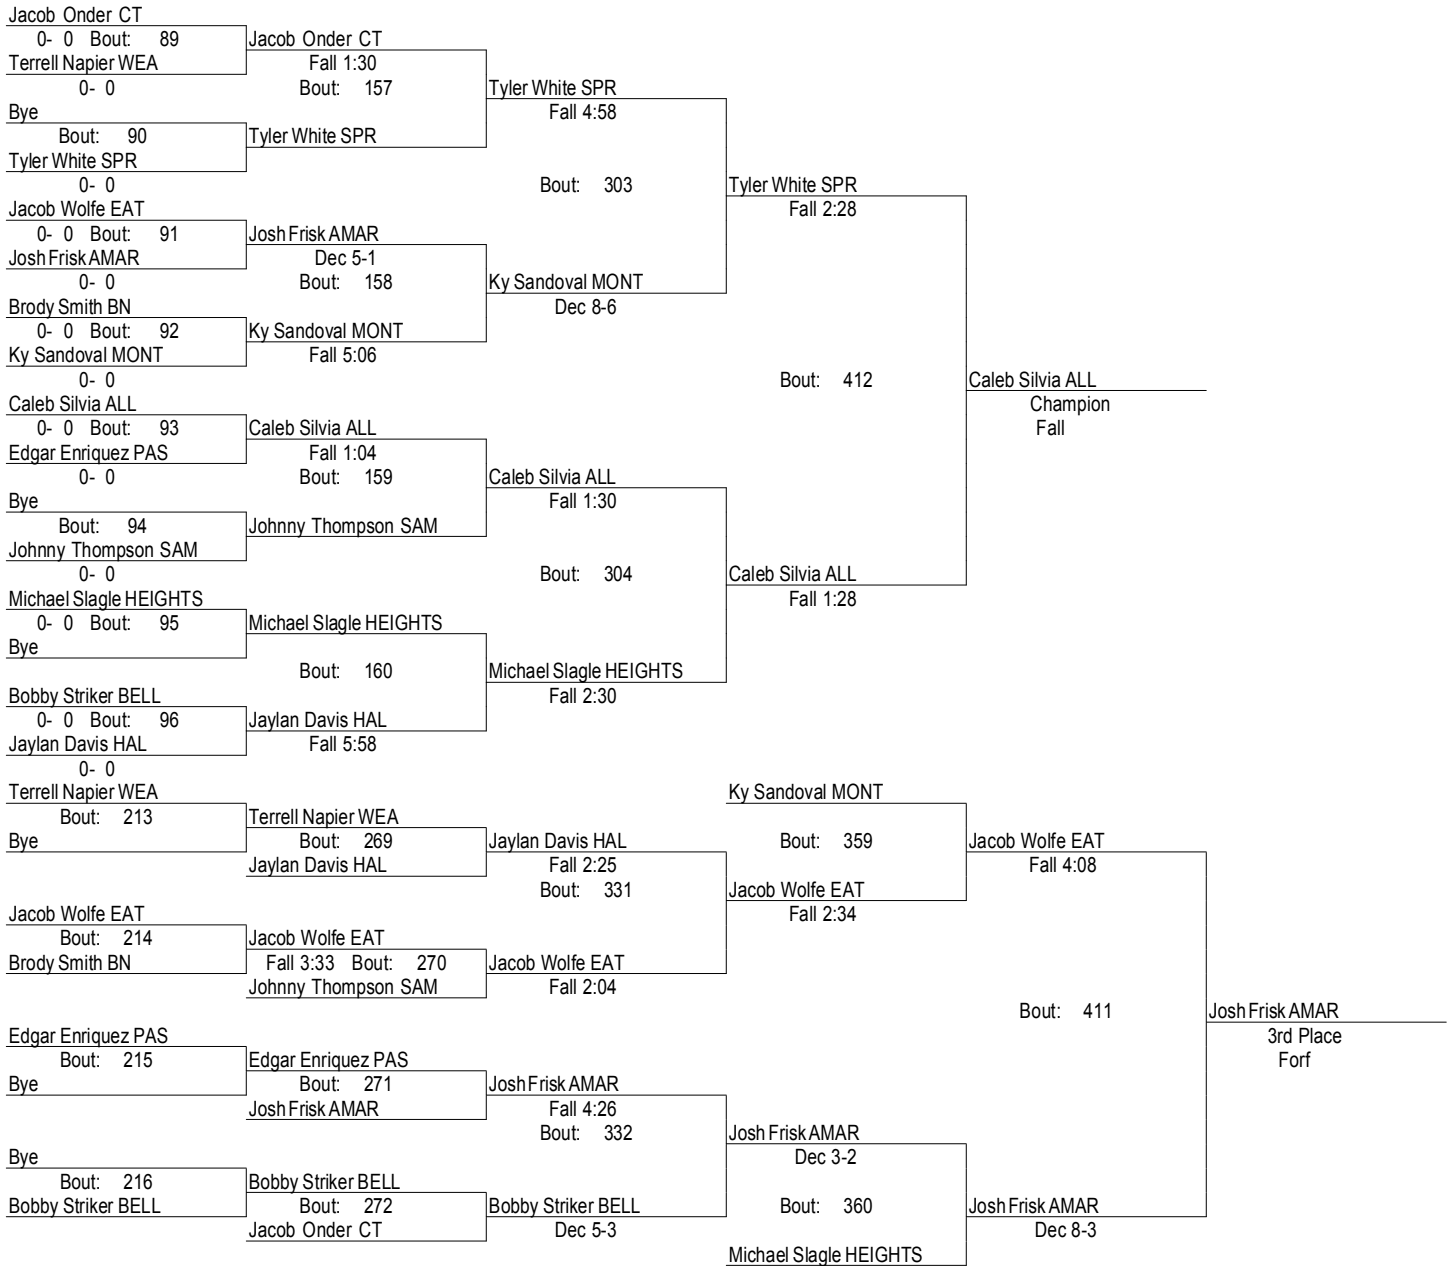 Jacob Onder CT
0- 0 Bout: 89 Jacob Onder CT
Terrell Napier WEA Fall 1:30
0- 0 Bout: 157 Tyler White SPR
Bye Fall 4:58
Bout: 90 Tyler White SPR
Tyler White SPR
0- 0 Bout: 303 Tyler White SPR
Jacob Wolfe EAT Fall 2:28
0- 0 Bout: 91 Josh Frisk AMAR
Josh Frisk AMAR Dec 5-1
0- 0 Bout: 158 Ky Sandoval MONT
Brody Smith BN Dec 8-6
0- 0 Bout: 92 Ky Sandoval MONT
Ky Sandoval MONT Fall 5:06
0- 0 Bout: 412 Caleb Silvia ALL
Caleb Silvia ALL Champion
0- 0 Bout: 93 Caleb Silvia ALL Fall
Edgar Enriquez PAS Fall 1:04
0- 0 Bout: 159 Caleb Silvia ALL
Bye Fall 1:30
Bout: 94 Johnny Thompson SAM
Johnny Thompson SAM
0- 0 Bout: 304 Caleb Silvia ALL
Michael Slagle HEIGHTS Fall 1:28
0- 0 Bout: 95 Michael Slagle HEIGHTS
Bye
Bout: 160 Michael Slagle HEIGHTS
Bobby Striker BELL Fall 2:30
0- 0 Bout: 96 Jaylan Davis HAL
Jaylan Davis HAL Fall 5:58
0- 0
Terrell Napier WEA Ky Sandoval MONT
Bout: 213 Terrell Napier WEA
Bye Bout: 269 Jaylan Davis HAL Bout: 359 Jacob Wolfe EAT
Jaylan Davis HAL Fall 2:25 Fall 4:08
Bout: 331 Jacob Wolfe EAT
Jacob Wolfe EAT Fall 2:34
Bout: 214 Jacob Wolfe EAT
Brody Smith BN Fall 3:33 Bout: 270 Jacob Wolfe EAT
Johnny Thompson SAM Fall 2:04
Bout: 411 Josh Frisk AMAR
Edgar Enriquez PAS 3rd Place
Bout: 215 Edgar Enriquez PAS Forf
Bye Bout: 271 Josh Frisk AMAR
Josh Frisk AMAR Fall 4:26
Bout: 332 Josh Frisk AMAR
Bye Dec 3-2
Bout: 216 Bobby Striker BELL
Bobby Striker BELL Bout: 272 Bobby Striker BELL Bout: 360 Josh Frisk AMAR
Jacob Onder CT Dec 5-3 Dec 8-3
Michael Slagle HEIGHTS